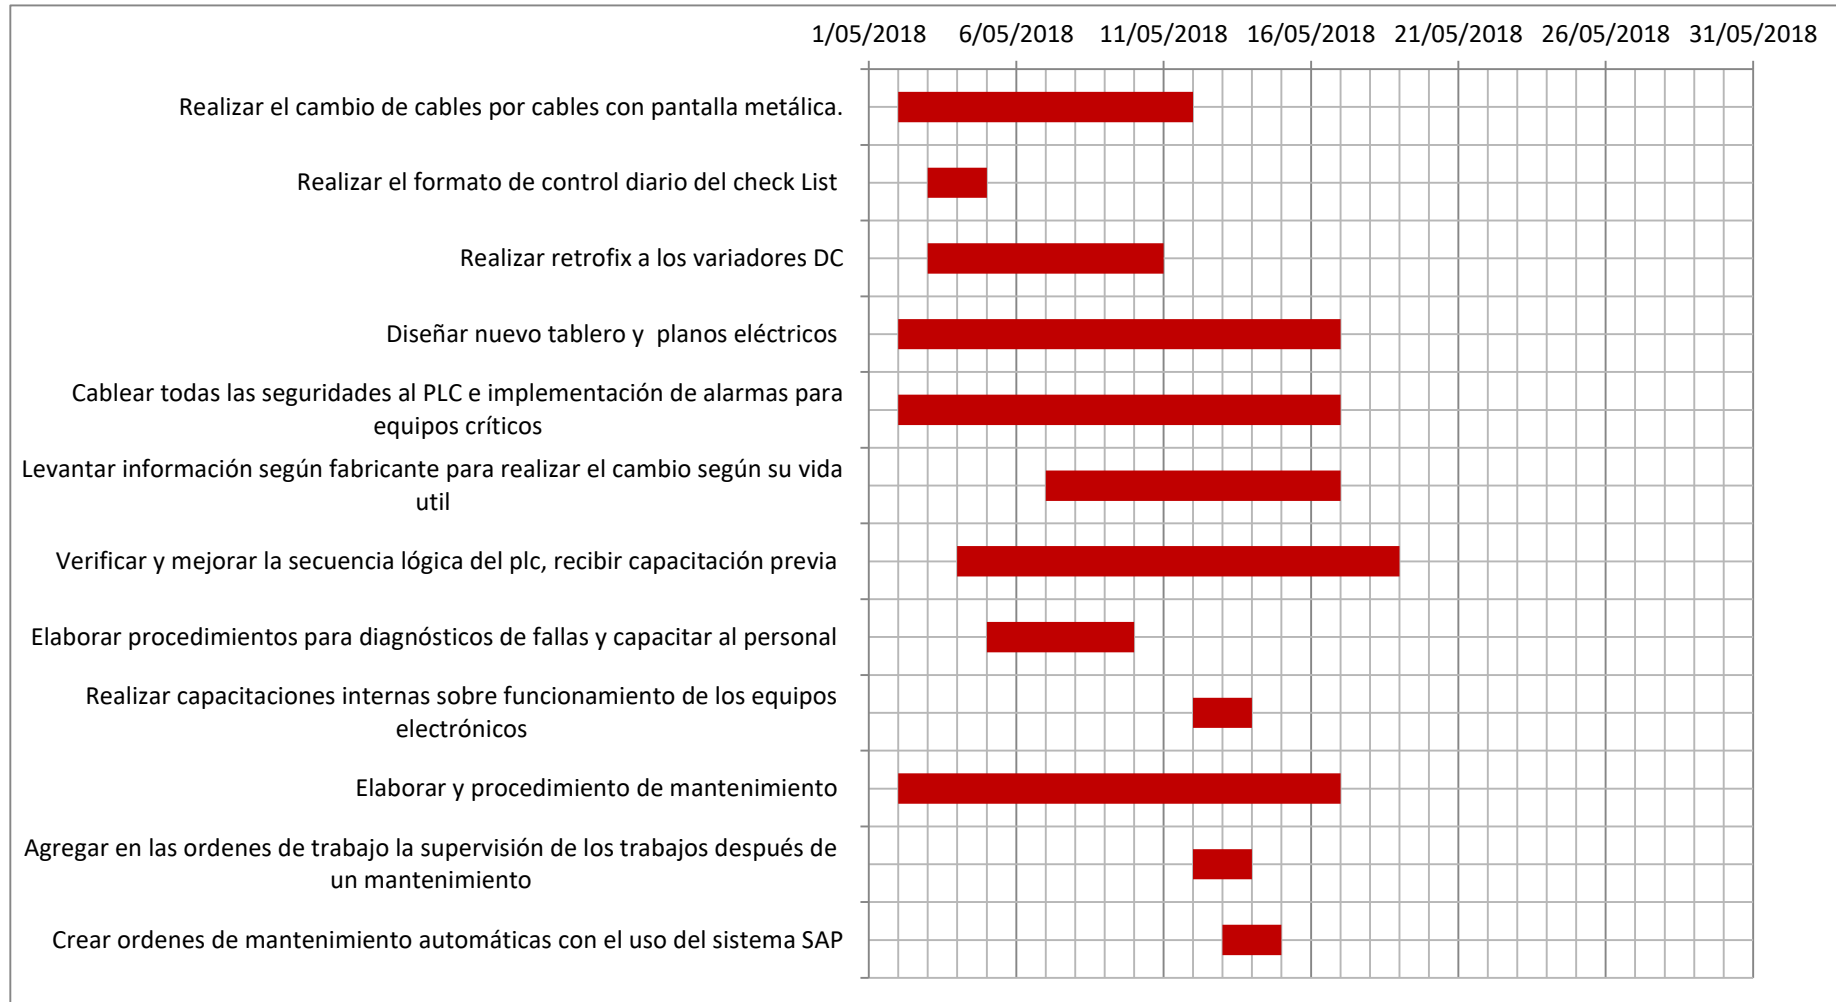 1/05/2018 6/05/2018 11/05/2018 16/05/2018 21/05/2018 26/05/2018 31/05/2018
Realizar el cambio de cables por cables con pantalla metálica.
Realizar el formato de control diario del check List
Realizar retrofix a los variadores DC
Diseñar nuevo tablero y  planos eléctricos
Cablear todas las seguridades al PLC e implementación de alarmas para
equipos críticos
Levantar información según fabricante para realizar el cambio según su vida
util
Verificar y mejorar la secuencia lógica del plc, recibir capacitación previa
Elaborar procedimientos para diagnósticos de fallas y capacitar al personal
Realizar capacitaciones internas sobre funcionamiento de los equipos
electrónicos
Elaborar y procedimiento de mantenimiento
Agregar en las ordenes de trabajo la supervisión de los trabajos después de
un mantenimiento
Crear ordenes de mantenimiento automáticas con el uso del sistema SAP